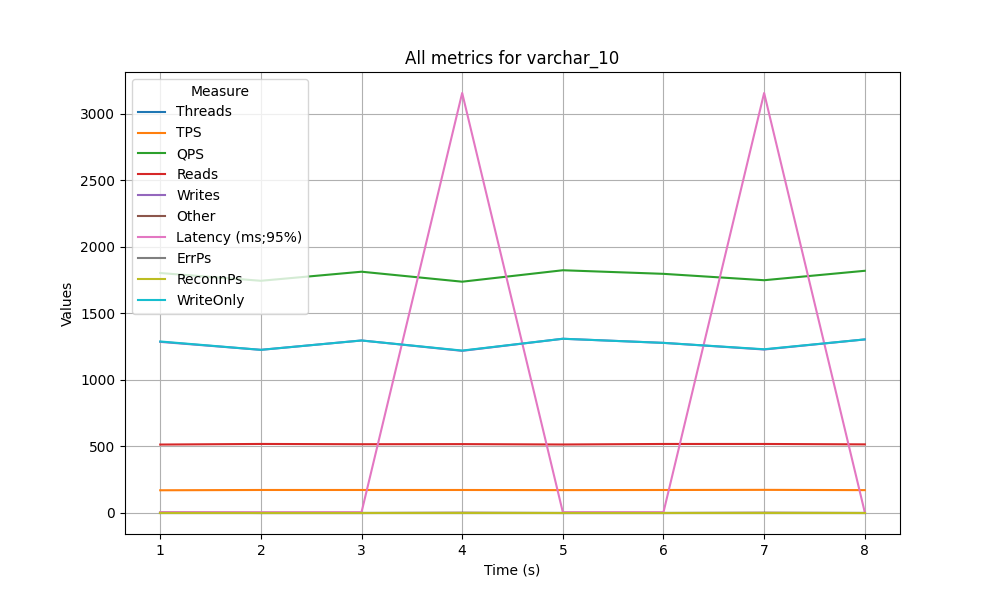 All metrics for varchar_10
Measure
Threads
TPS
QPS
Reads
Writes
Other
Latency (ms;95%)
ErrPs
ReconnPs
WriteOnly
Values
3000
2500
2000
1500
1000
500
0
1 2 3 4 5 6 7 8
Time (s)